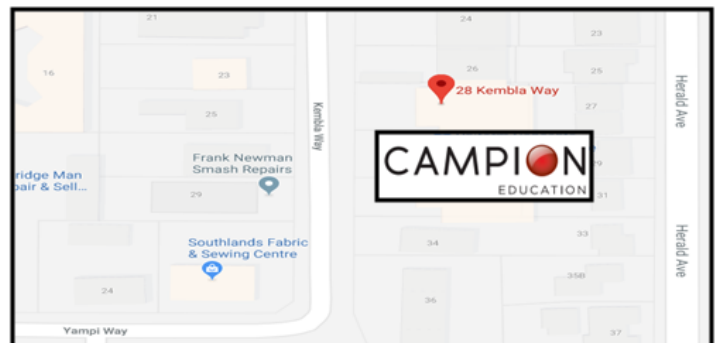 21
24
23
16
23
26
25
28 Kembla Way
27
25
Herald Ave
Kembla Way
CAMPION
EDUCATION
Frank Newman
Smash Repairs
ridge Man
pair & Sell...
29
31
Southlands Fabric
& Sewing Centre
34
33
Herald Ave
24
36
35B
Yampi Way
37